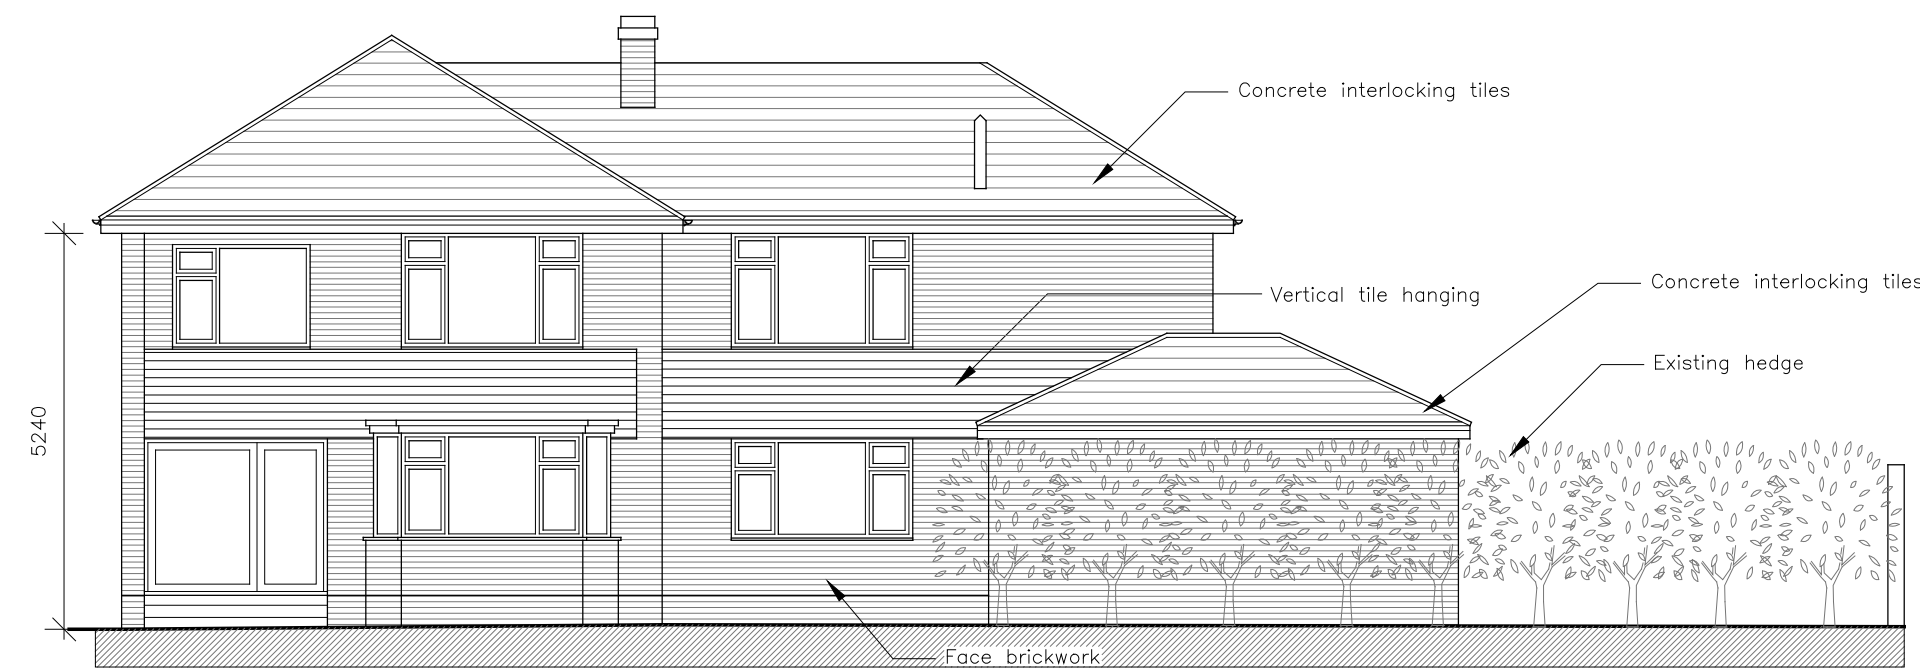 Concrete interlocking tiles
Concrete interlocking tiles
Vertical tile hanging
Existing hedge
5240
Face brickwork